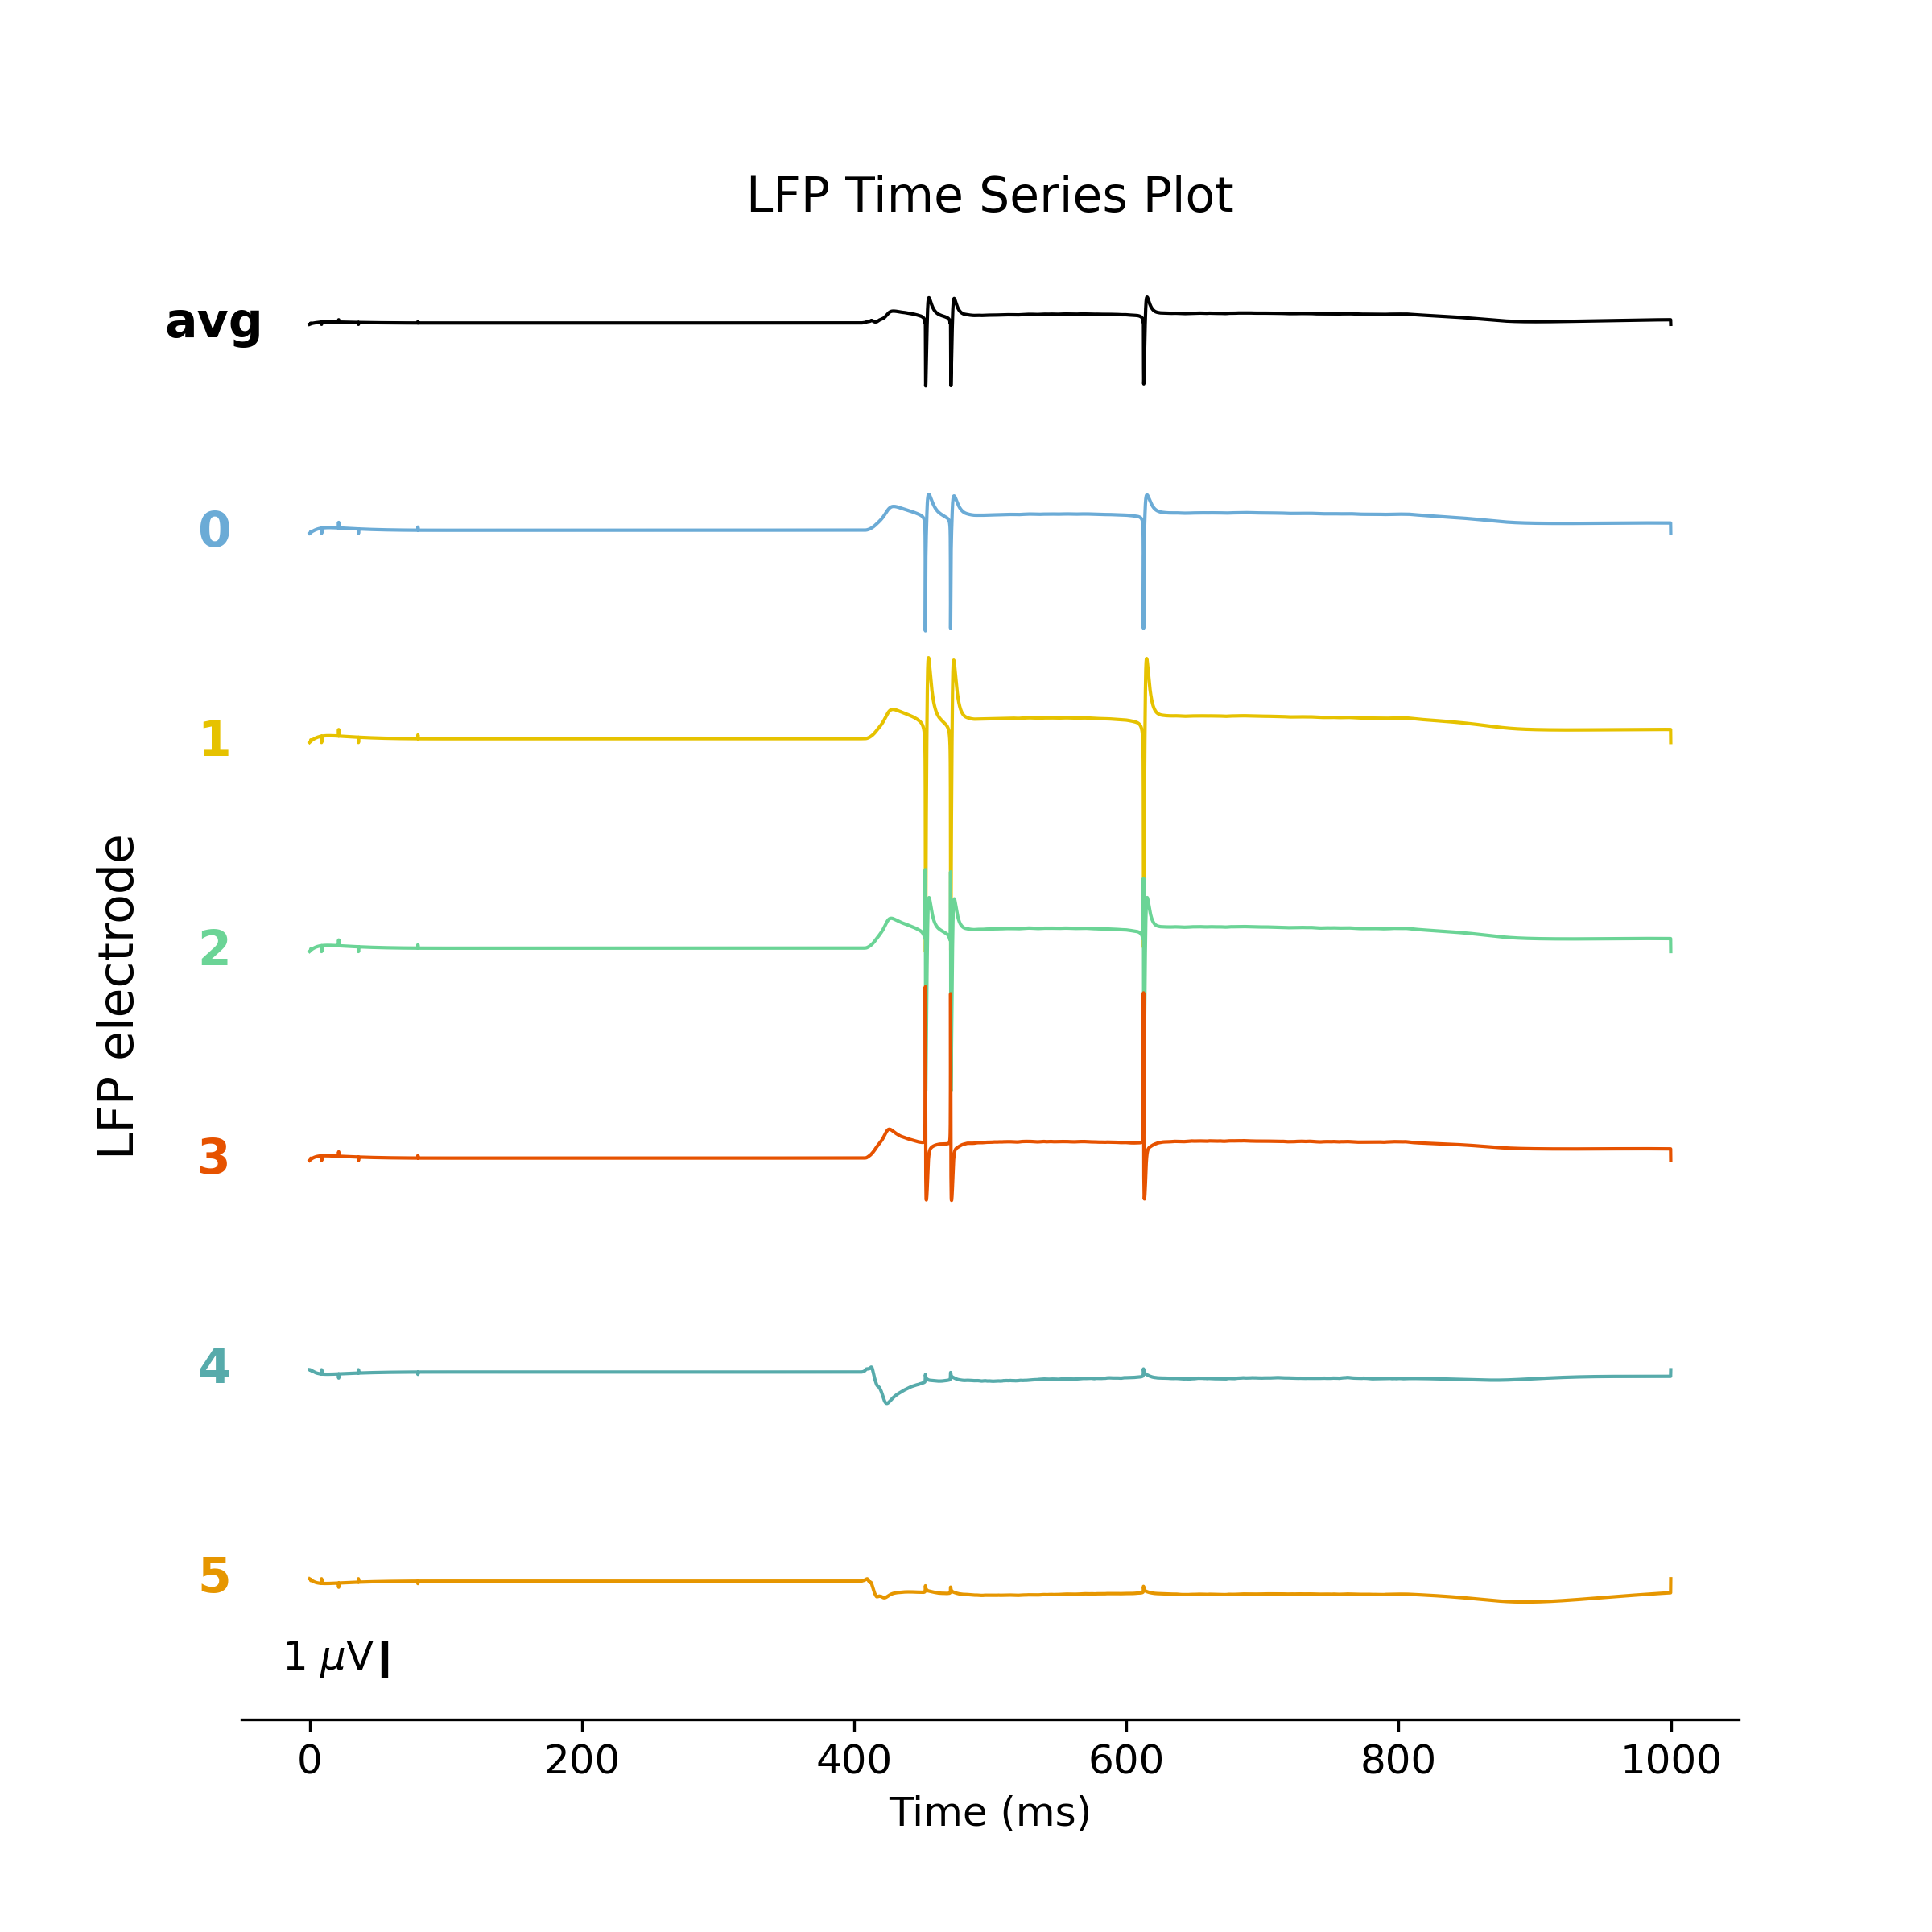 LFP Time Series Plot
avg
0
1
2
3
4
5
LFP electrode
1 μV
0 200 400 600 800 1000
Time (ms)